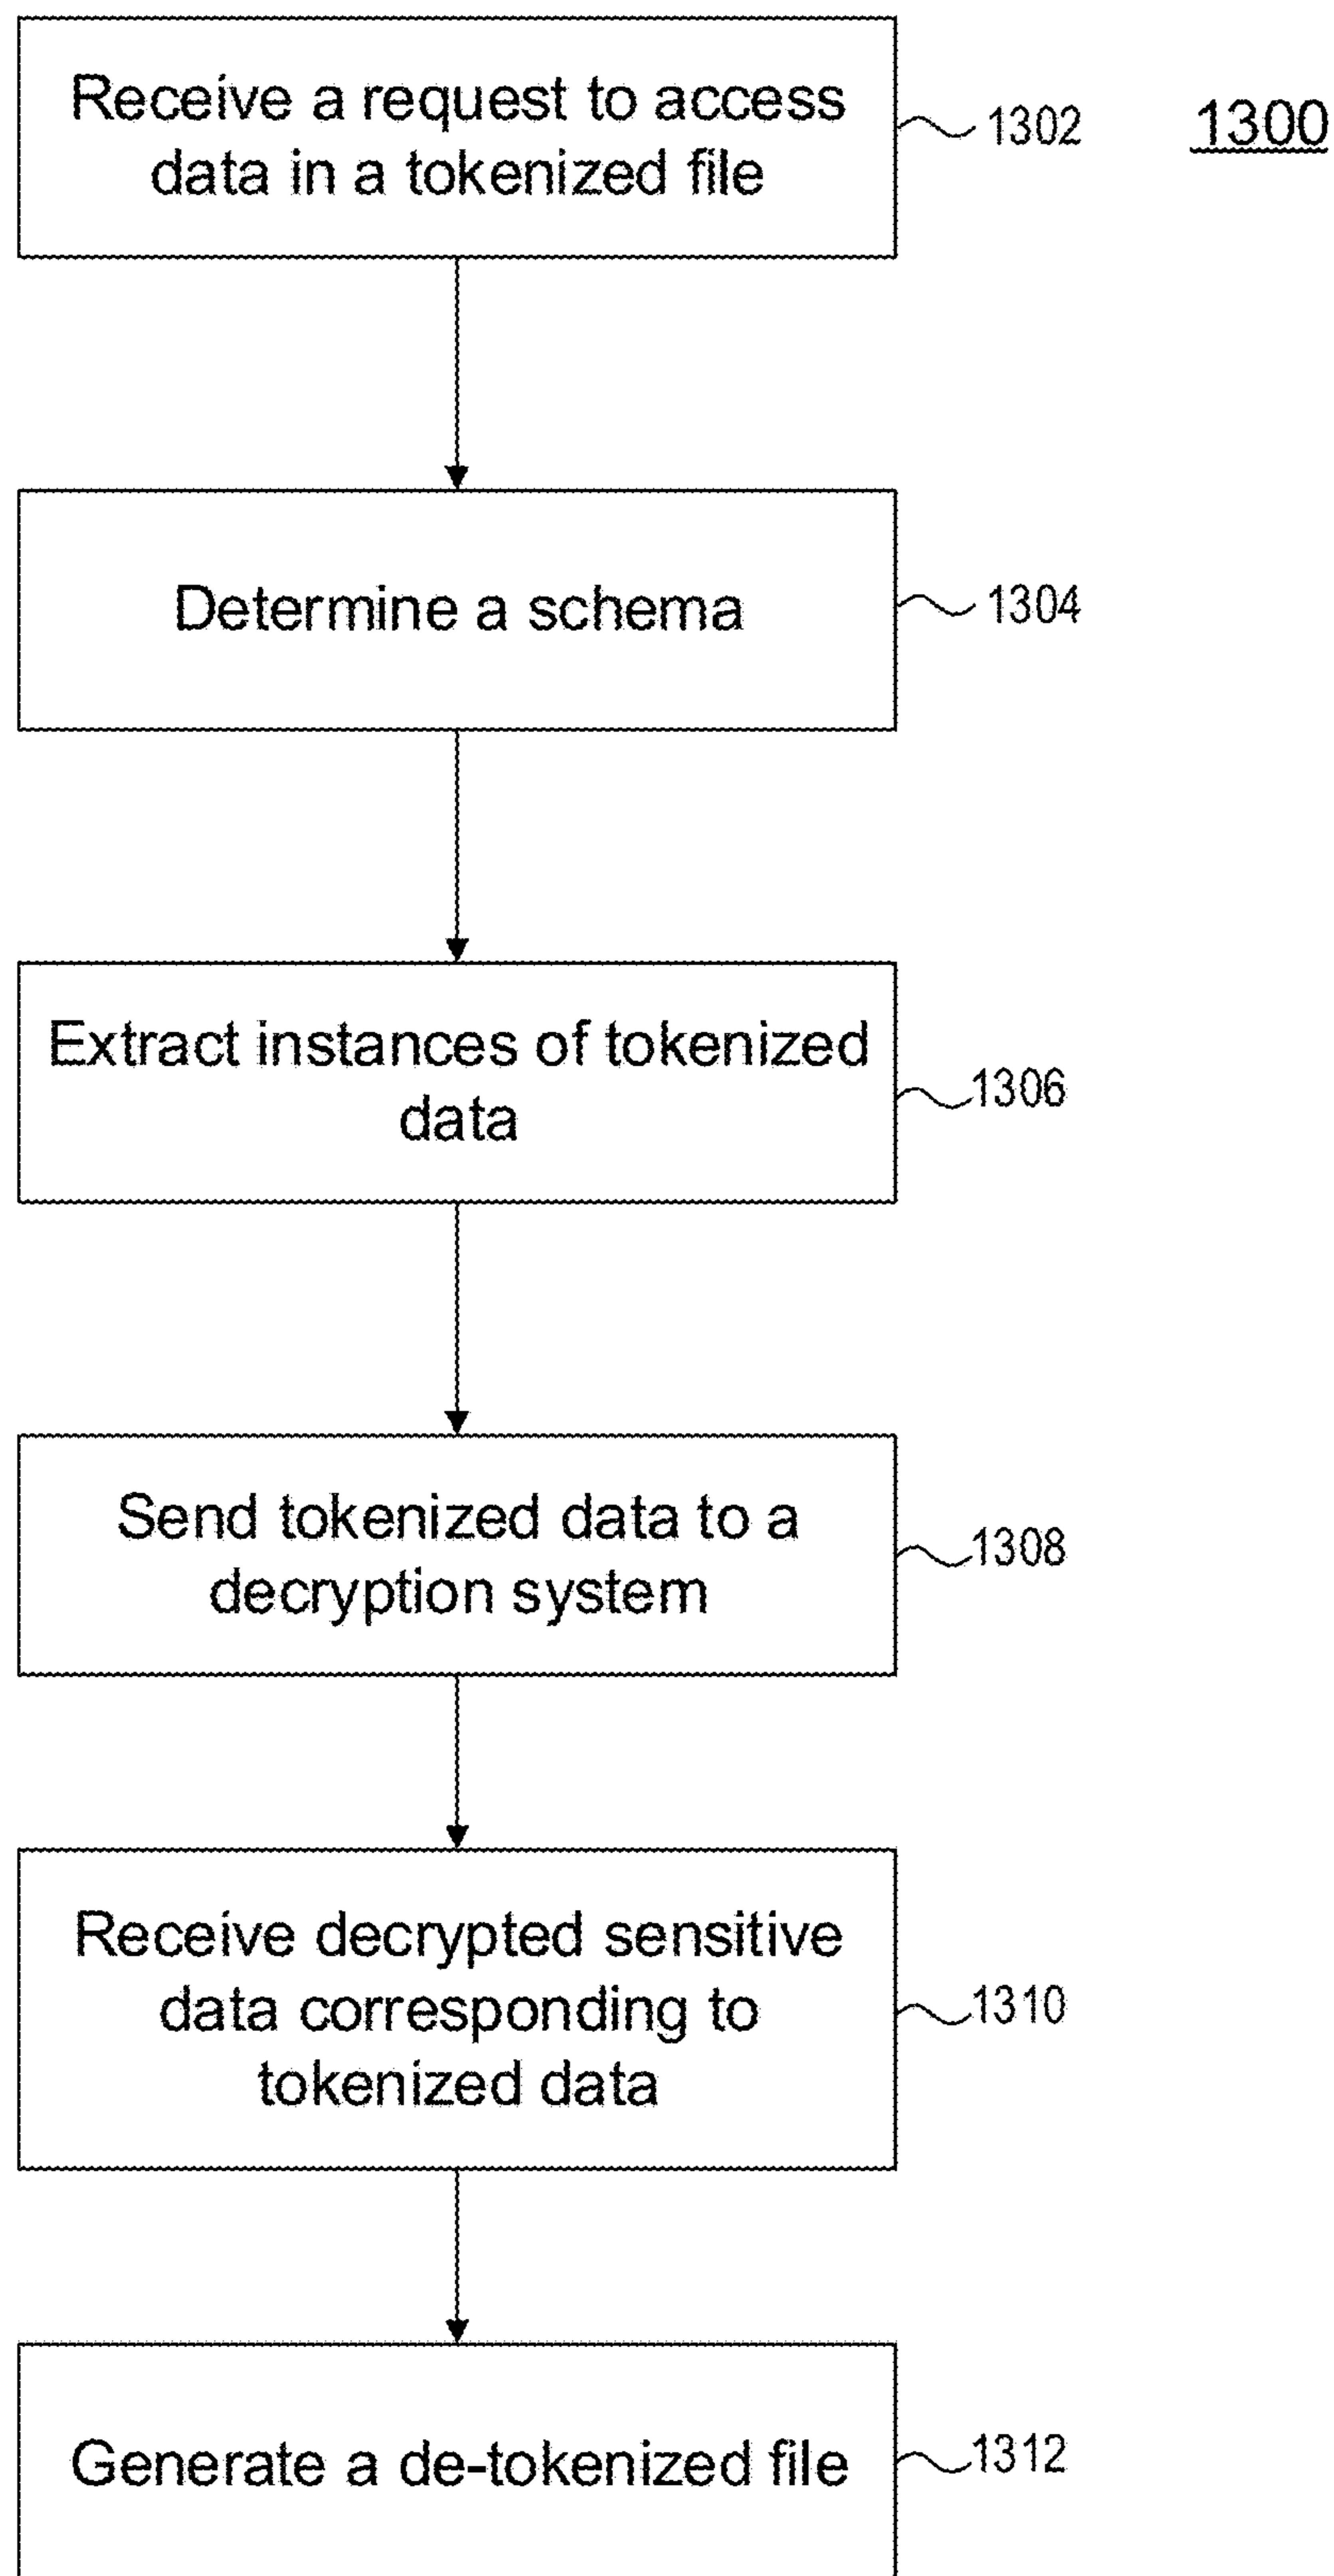 Receive a request to access
data in a tokenized file
1302
1300
Determine a schema
1304
Extract instances of tokenized
data
1306
Send tokenized data to a
decryption system
1308
Receive decrypted sensitive
data corresponding to
tokenized data
1310
Generate a de-tokenized file
1312